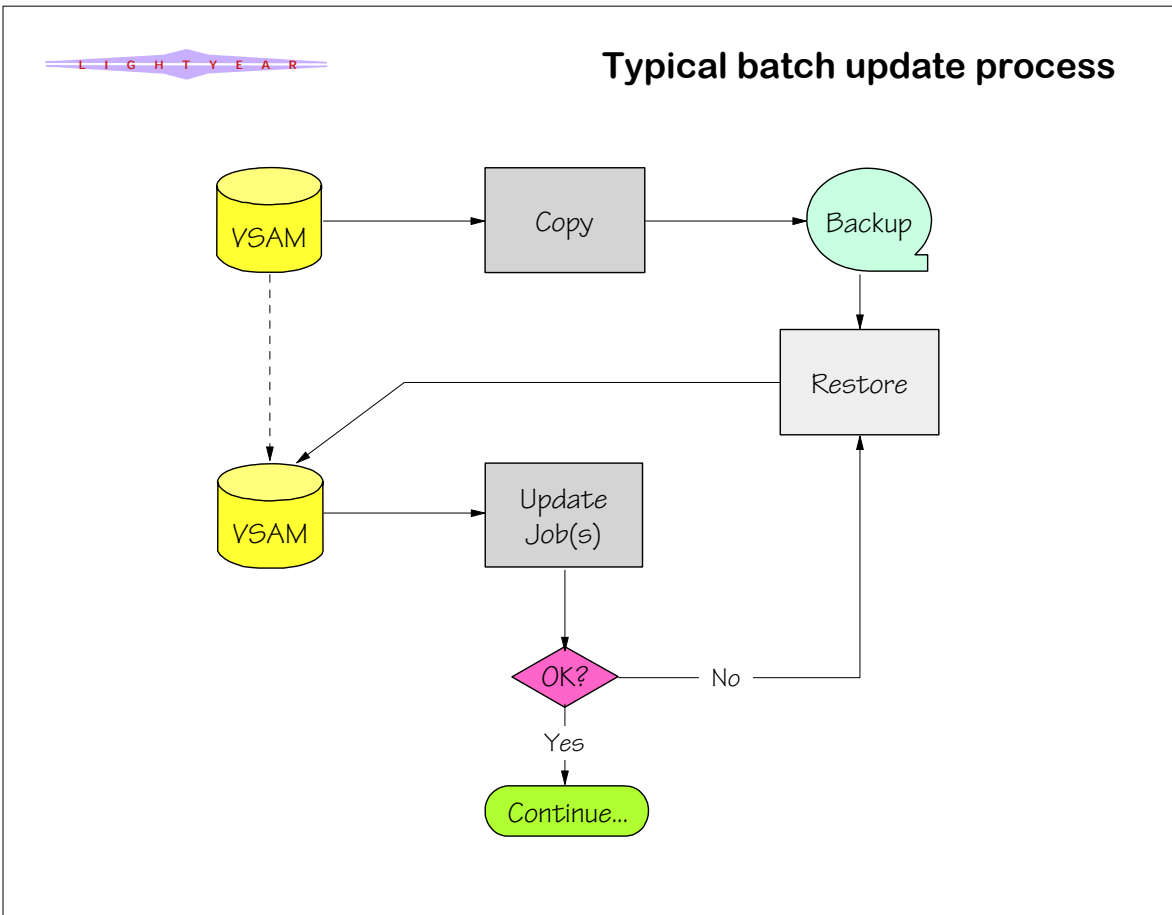 LIGHTYEAR
Typical batch update process
VSAM
Copy
Backup
Restore
VSAM
Update
Job(s)
OK?
No
Yes
Continue...